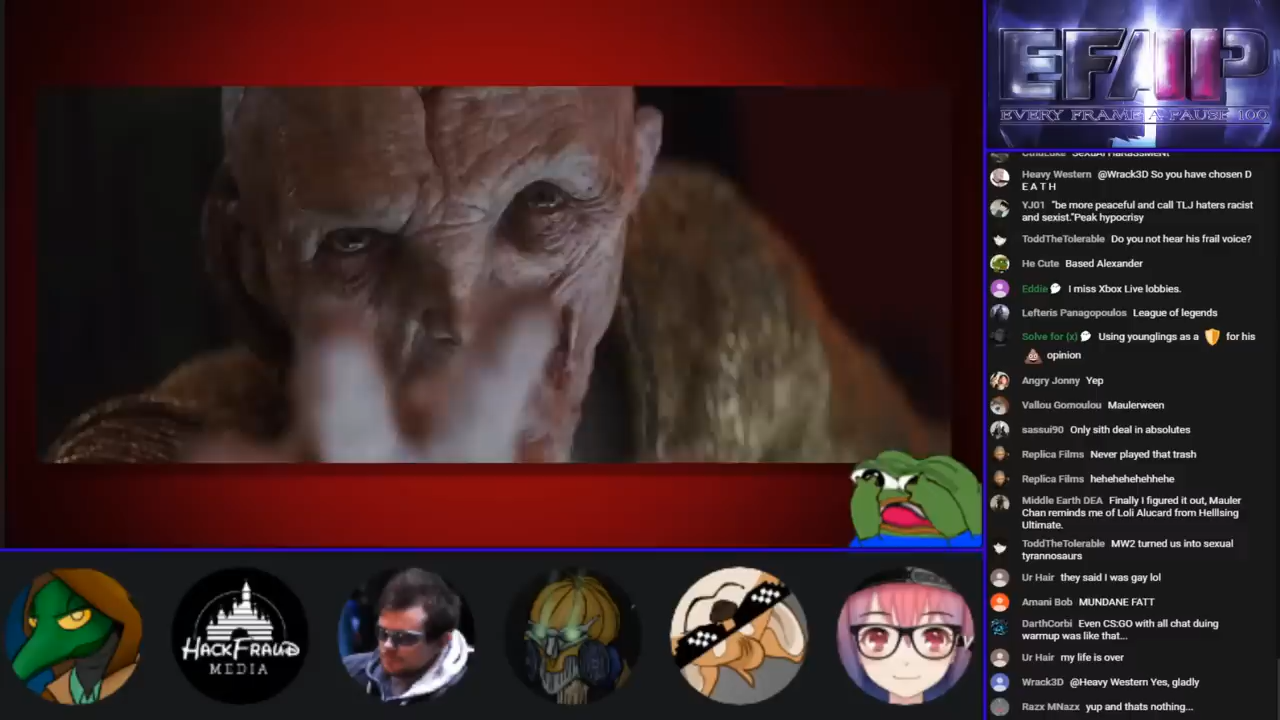 EFAP
EVERY FRAME A PAUSE 100
Heavy Western @Wrack3D So you have chosen D
E A T H
YJ01 "be more peaceful and call TLJ haters racist
and sexist."Peak hypocrisy
ToddTheTolerable Do you not hear his frail voice?
He Cute Based Alexander
Eddie I miss Xbox Live lobbies.
Lefteris Panagopoulos League of legends
Solve for (x) Using younglings as a for his
opinion
Angry Jonny Yep
Vallou Gomoulou Maulerween
sassui90 Only sith deal in absolutes
Replica Films Never played that trash
Replica Films hehehehehehhehe
Middle Earth DEA Finally I figured it out, Mauler
Chan reminds me of Loli Alucard from Helllsing
Ultimate.
ToddTheTolerable MW2 turned us into sexual
tyrannosaurs
Ur Hair they said I was gay lol
Amani Bob MUNDANE FATT
DarthCorbi Even CS:GO with all chat duing
warmup was like that...
Ur Hair my life is over
Wrack3D @Heavy Western Yes, gladly
Razx MNazx yup and thats nothing...
HACKFRAUD
MEDIA